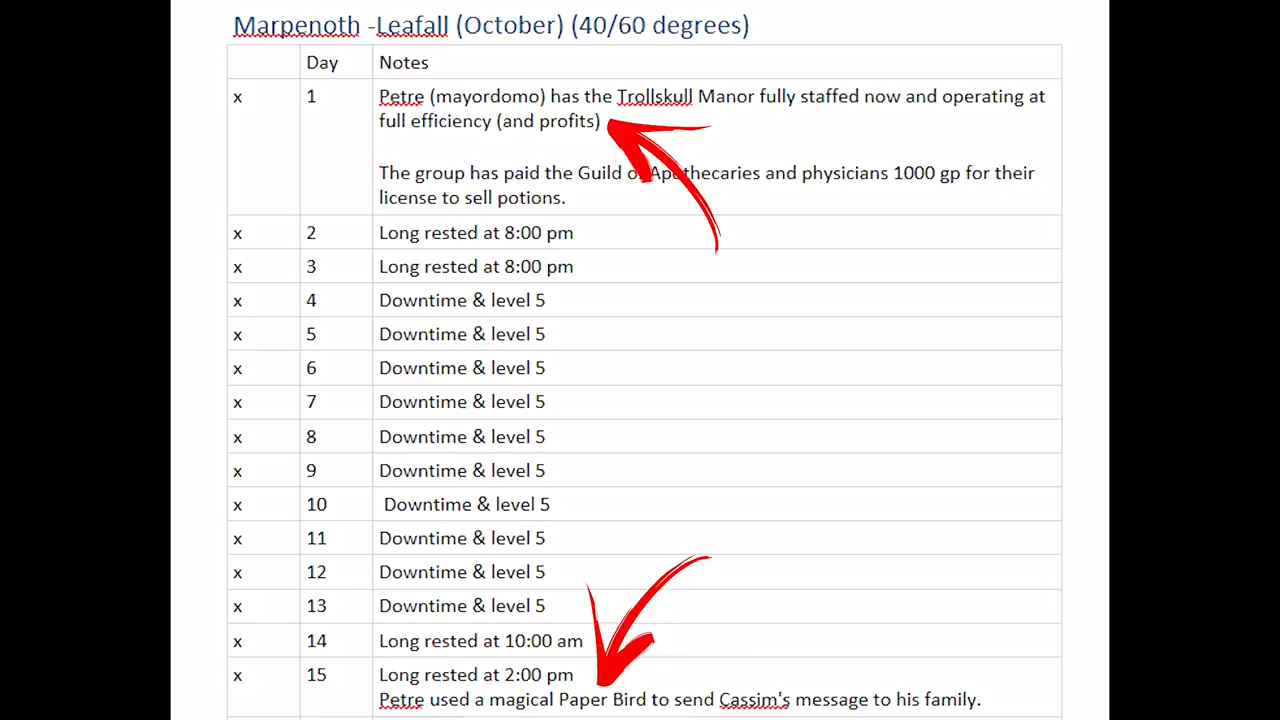 Marpenoth -Leafall (October) (40/60 degrees)
Day Notes
x 1 Petre (mayordomo) has the Trollskull Manor fully staffed now and operating at
full efficiency (and profits)
The group has paid the Guild of Apothecaries and physicians 1000 gp for their
license to sell potions.
x 2 Long rested at 8:00 pm
x 3 Long rested at 8:00 pm
x 4 Downtime & level 5
x 5 Downtime & level 5
x 6 Downtime & level 5
x 7 Downtime & level 5
x 8 Downtime & level 5
x 9 Downtime & level 5
x 10 Downtime & level 5
x 11 Downtime & level 5
x 12 Downtime & level 5
x 13 Downtime & level 5
x 14 Long rested at 10:00 am
x 15 Long rested at 2:00 pm
Petre used a magical Paper Bird to send Cassim's message to his family.